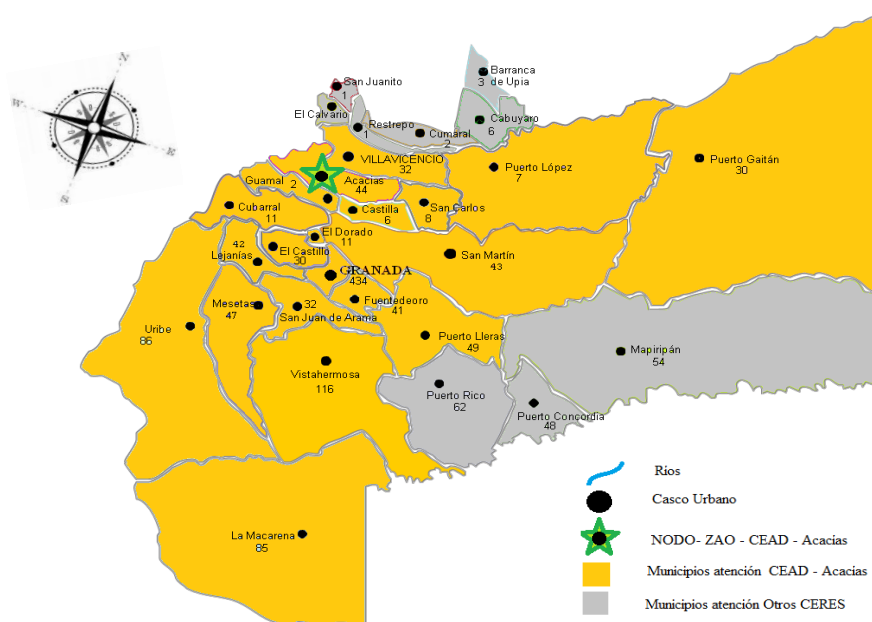 N
W
E
S
San Juanito
1
El Calvario
Restrepo
1
Cumaral
2
Barranca
3 de Upia
Cabuyaro
6
VILLAVICENCIO
32
Puerto López
7
Puerto Gaitán
30
Guamal 2
Acacías
44
Cubarral
11
Castilla
6
San Carlos
8
El Dorado
11
42
Lejanías
El Castillo
30
San Martín
43
GRANADA
434
Mesetas
47
32
San Juan de Arama
Fuentedeoro
41
Uribe
86
Puerto Lleras
49
Mapiripán
54
Vistahermosa
116
Puerto Rico
62
Puerto Concordia
48
La Macarena
85
Rios
Casco Urbano
NODO- ZAO - CEAD - Acacias
Municipios atención CEAD - Acacias
Municipios atención Otros CERES